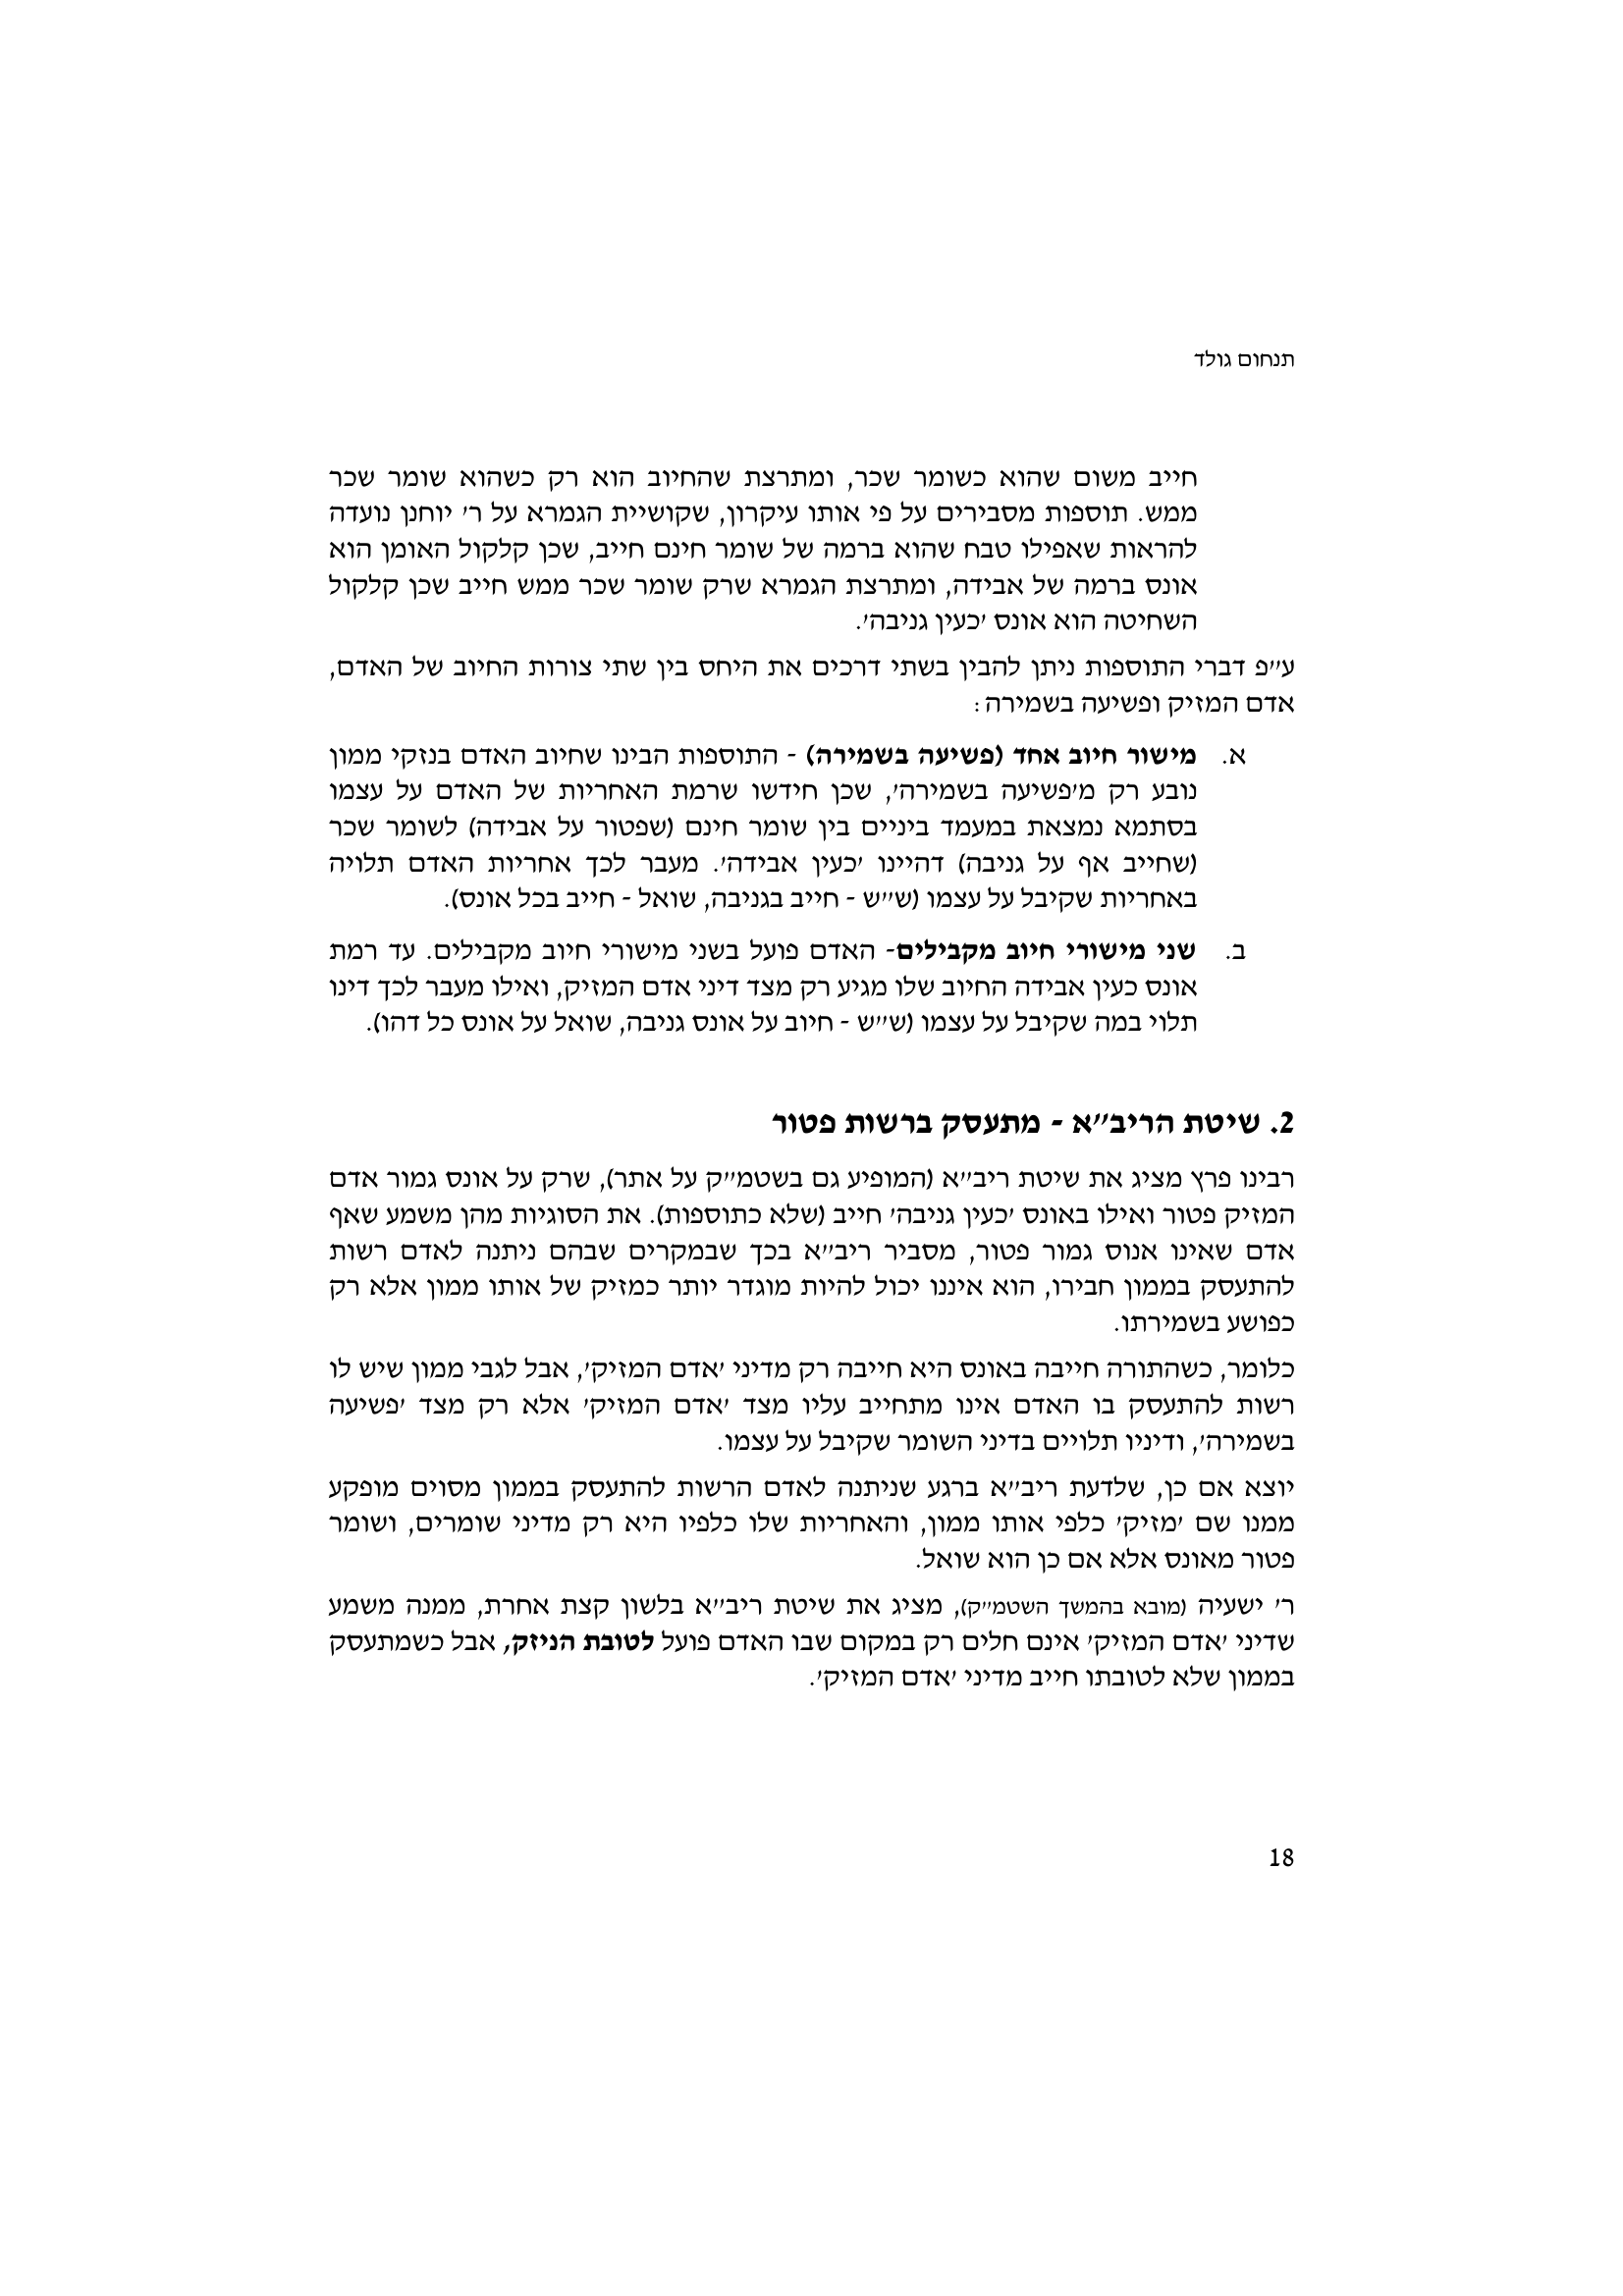 תנחום גולד
חייב משום שהוא כשומר שכר, ומתרצת שהחיוב הוא רק כשהוא שומר שכר
ממש. תוספות מסבירים על פי אותו עיקרון, שקושיית הגמרא על ר' יוחנן נועדה
להראות שאפילו טבח שהוא ברמה של שומר חינם חייב, שכן קלקול האומן הוא
אונס ברמה של אבידה, ומתרצת הגמרא שרק שומר שכר ממש חייב שכן קלקול
השחיטה הוא אונס 'כעין גניבה'.
ע"פ דברי התוספות ניתן להבין בשתי דרכים את היחס בין שתי צורות החיוב של האדם,
אדם המזיק ופשיעה בשמירה:
א. מישור חיוב אחד (פשיעה בשמירה) - התוספות הבינו שחיוב האדם בנזקי ממון
נובע רק מ'פשיעה בשמירה', שכן חידשו שרמת האחריות של האדם על עצמו
בסתמא נמצאת במעמד ביניים בין שומר חינם (שפטור על אבידה) לשומר שכר
(שחייב אף על גניבה) דהיינו 'כעין אבידה'. מעבר לכך אחריות האדם תלויה
באחריות שקיבל על עצמו (ש"ש - חייב בגניבה, שואל - חייב בכל אונס).
ב. שני מישורי חיוב מקבילים- האדם פועל בשני מישורי חיוב מקבילים. עד רמת
אונס כעין אבידה החיוב שלו מגיע רק מצד דיני אדם המזיק, ואילו מעבר לכך דינו
תלוי במה שקיבל על עצמו (ש"ש - חיוב על אונס גניבה, שואל על אונס כל דהו).
2. שיטת הריב"א - מתעסק ברשות פטור
רבינו פרץ מציג את שיטת ריב"א (המופיע גם בשטמ"ק על אתר), שרק על אונס גמור אדם
המזיק פטור ואילו באונס 'כעין גניבה' חייב (שלא כתוספות). את הסוגיות מהן משמע שאף
אדם שאינו אנוס גמור פטור, מסביר ריב"א בכך שבמקרים שבהם ניתנה לאדם רשות
להתעסק בממון חבירו, הוא איננו יכול להיות מוגדר יותר כמזיק של אותו ממון אלא רק
כפושע בשמירתו.
כלומר, כשהתורה חייבה באונס היא חייבה רק מדיני 'אדם המזיק', אבל לגבי ממון שיש לו
רשות להתעסק בו האדם אינו מתחייב עליו מצד 'אדם המזיק' אלא רק מצד 'פשיעה
בשמירה', ודיניו תלויים בדיני השומר שקיבל על עצמו.
יוצא אם כן, שלדעת ריב"א ברגע שניתנה לאדם הרשות להתעסק בממון מסוים מופקע
ממנו שם 'מזיק' כלפי אותו ממון, והאחריות שלו כלפיו היא רק מדיני שומרים, ושומר
פטור מאונס אלא אם כן הוא שואל.
ר' ישעיה (מובא בהמשך השטמ"ק), מציג את שיטת ריב"א בלשון קצת אחרת, ממנה משמע
שדיני 'אדם המזיק' אינם חלים רק במקום שבו האדם פועל לטובת הניזק, אבל כשמתעסק
בממון שלא לטובתו חייב מדיני 'אדם המזיק'.
18